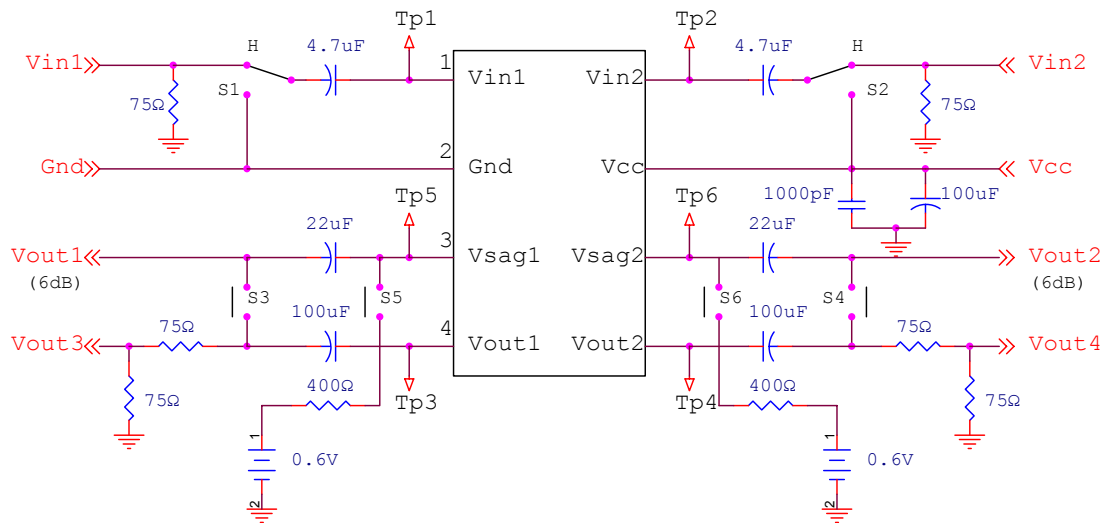 Tp1 Tp2
H 4.7uF 4.7uF H
Vin1 1 Vin1 Vin2 Vin2
S1 S2
75Ω 75Ω
Gnd 2 Gnd Vcc Vcc
Tp5 Tp6 1000pF 100uF
22uF 22uF
Vout1 3 Vsag1 Vsag2 Vout2
(6dB) (6dB)
S3 S5 S6 S4
100uF 100uF
75Ω 75Ω
Vout3 4 Vout1 Vout2 Vout4
400Ω 400Ω
75Ω Tp3 Tp4 75Ω
1 1
0.6V 0.6V
2 2